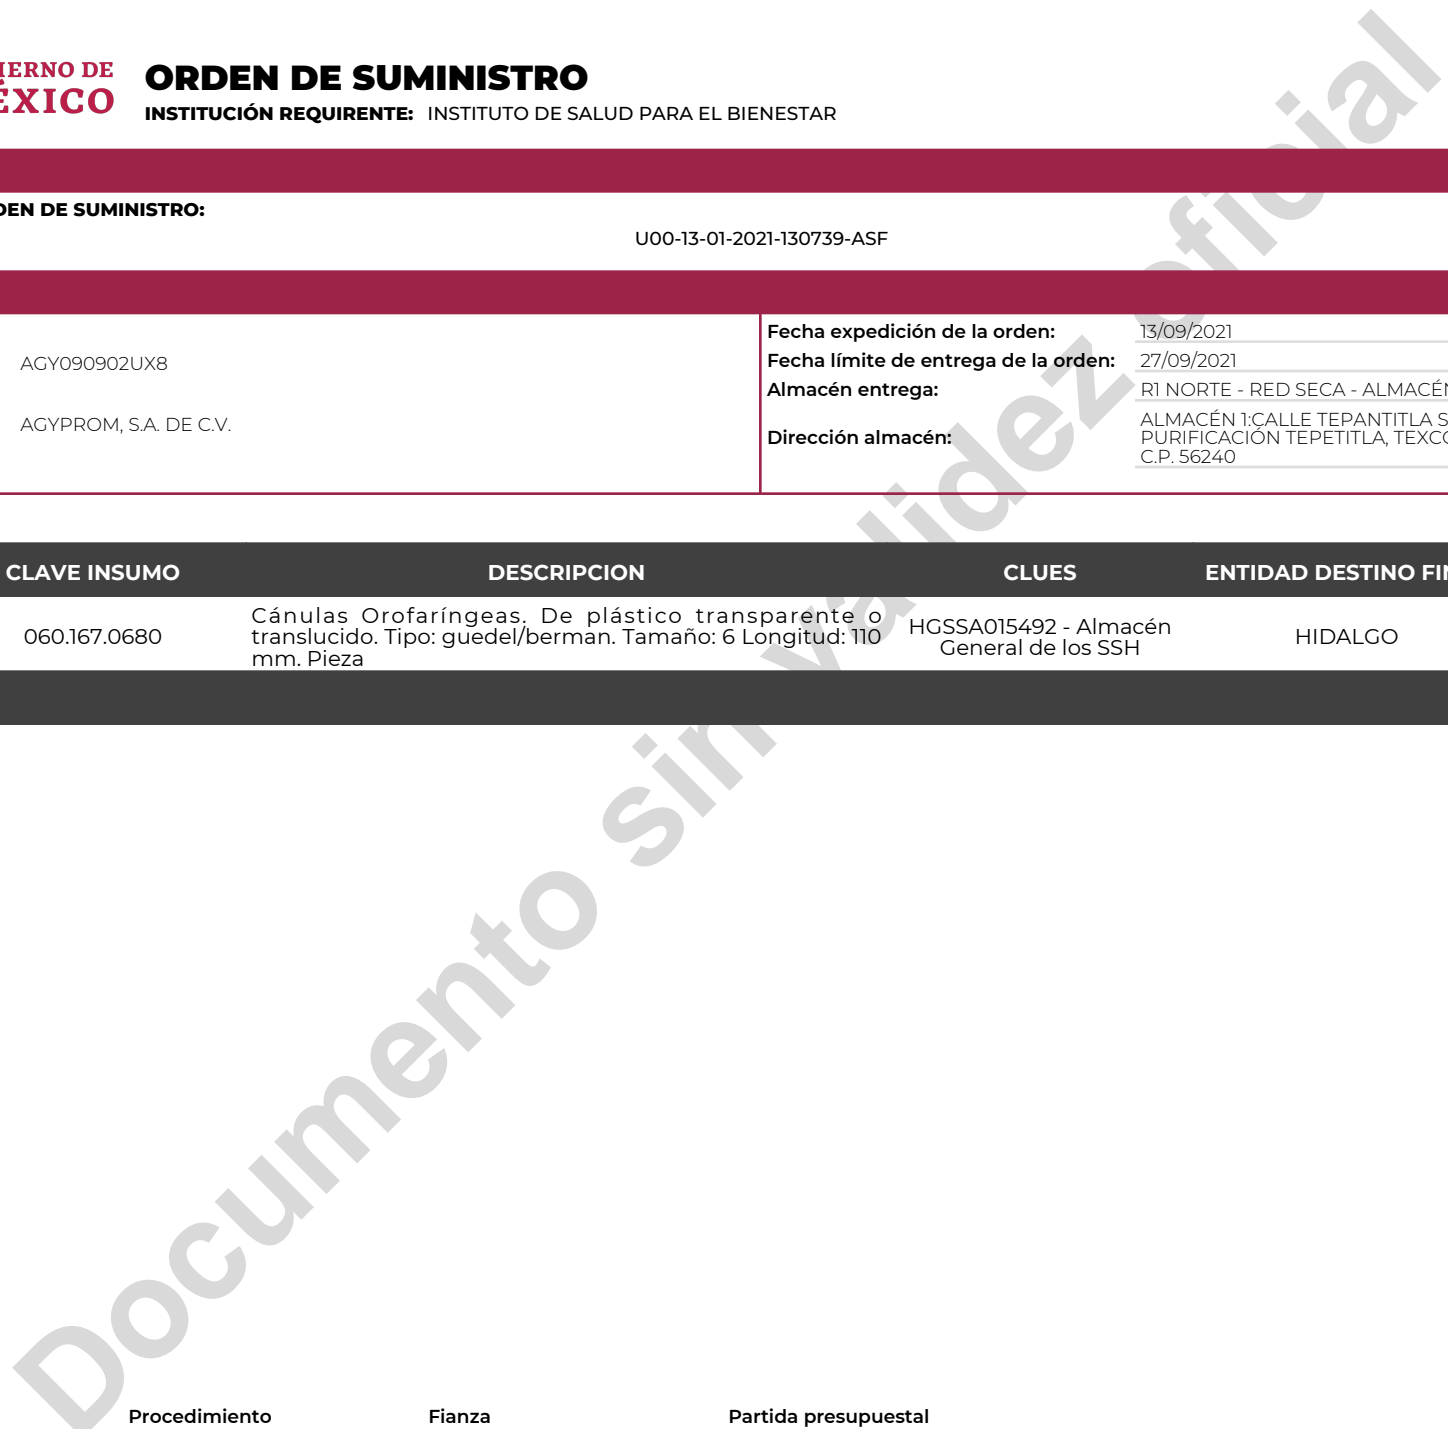 IERNO DE
ÉXICO
ORDEN DE SUMINISTRO
INSTITUCIÓN REQUIRENTE: INSTITUTO DE SALUD PARA EL BIENESTAR
DEN DE SUMINISTRO:
U00-13-01-2021-130739-ASF
AGY090902UX8
AGYPROM, S.A. DE C.V.
Fecha expedición de la orden: 13/09/2021
Fecha límite de entrega de la orden: 27/09/2021
Almacén entrega: R1 NORTE - RED SECA - ALMACÉN
Dirección almacén: ALMACÉN 1:CALLE TEPANTITLA S
PURIFICACIÓN TEPETITLA, TEXCO
C.P. 56240
CLAVE INSUMO DESCRIPCION CLUES ENTIDAD DESTINO FIN
060.167.0680
Cánulas Orofaríngeas. De plástico transparente o
translucido. Tipo: guedel/berman. Tamaño: 6 Longitud: 110
mm. Pieza
HGSSA015492 - Almacén
General de los SSH
HIDALGO
Documento sin validez oficial
Procedimiento Fianza Partida presupuestal